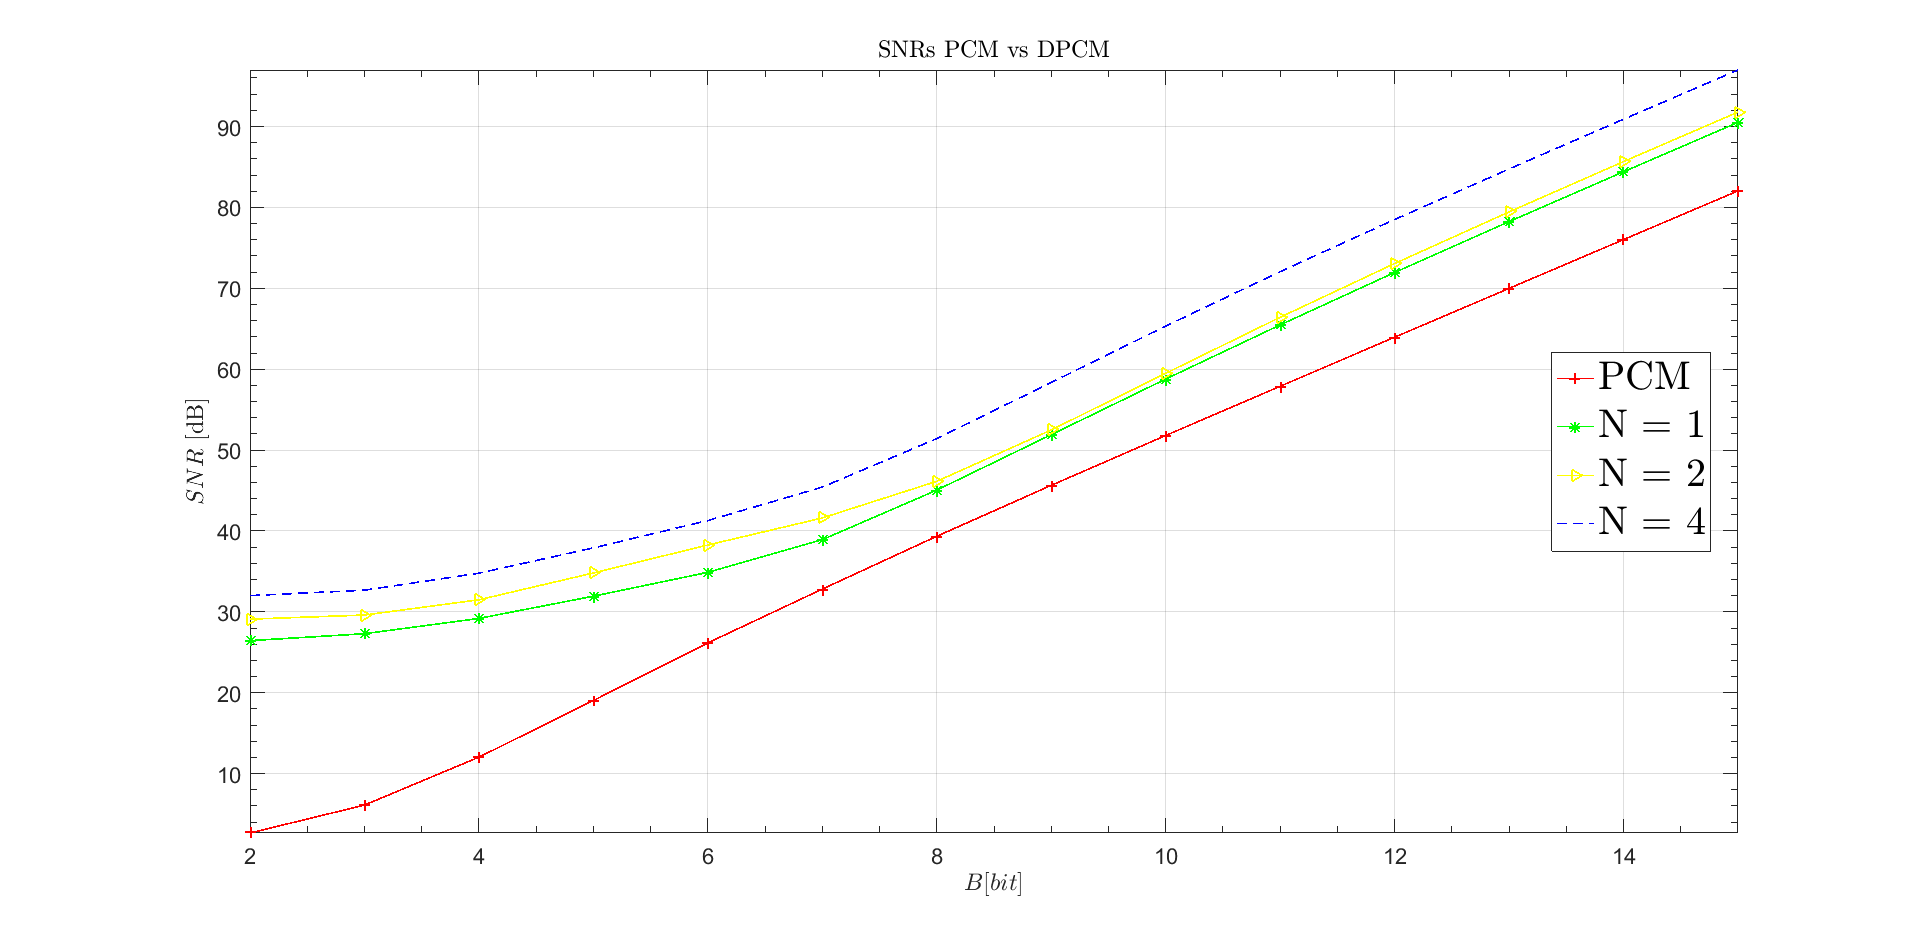 SNRs PCM vs DPCM
90
80
70
60
50
40
30
20
10
SNR [dB]
PCM
N = 1
N = 2
N = 4
2 4 6 8 10 12 14
B[bit]